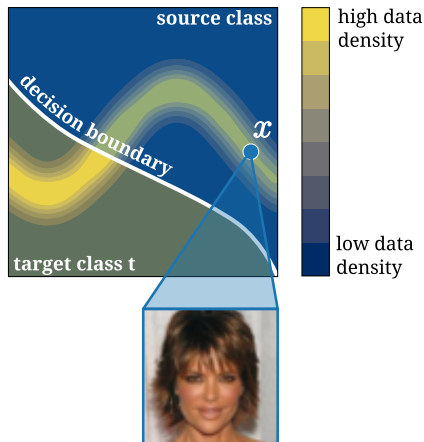 source class
high data
density
decision boundary
x
low data
density
target class t